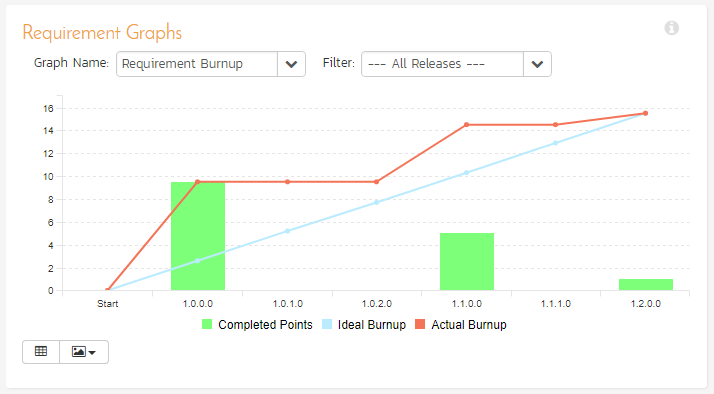 Requirement Graphs
Graph Name: Requirement Burnup Filter: --- All Releases ---
16
14
12
10
8
6
4
2
0
Start 1.0.0.0 1.0.1.0 1.0.2.0 1.1.0.0 1.1.1.0 1.2.0.0
Completed Points Ideal Burnup Actual Burnup